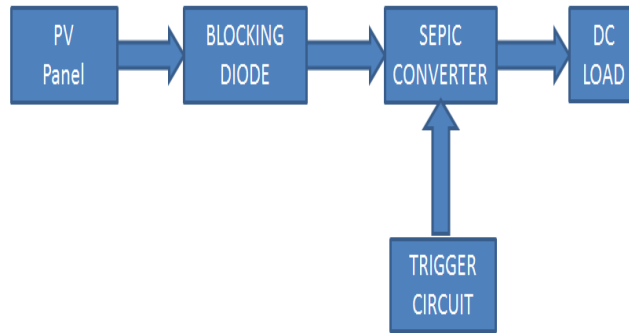 PV
Panel
BLOCKING
DIODE
SEPIC
CONVERTER
DC
LOAD
TRIGGER
CIRCUIT